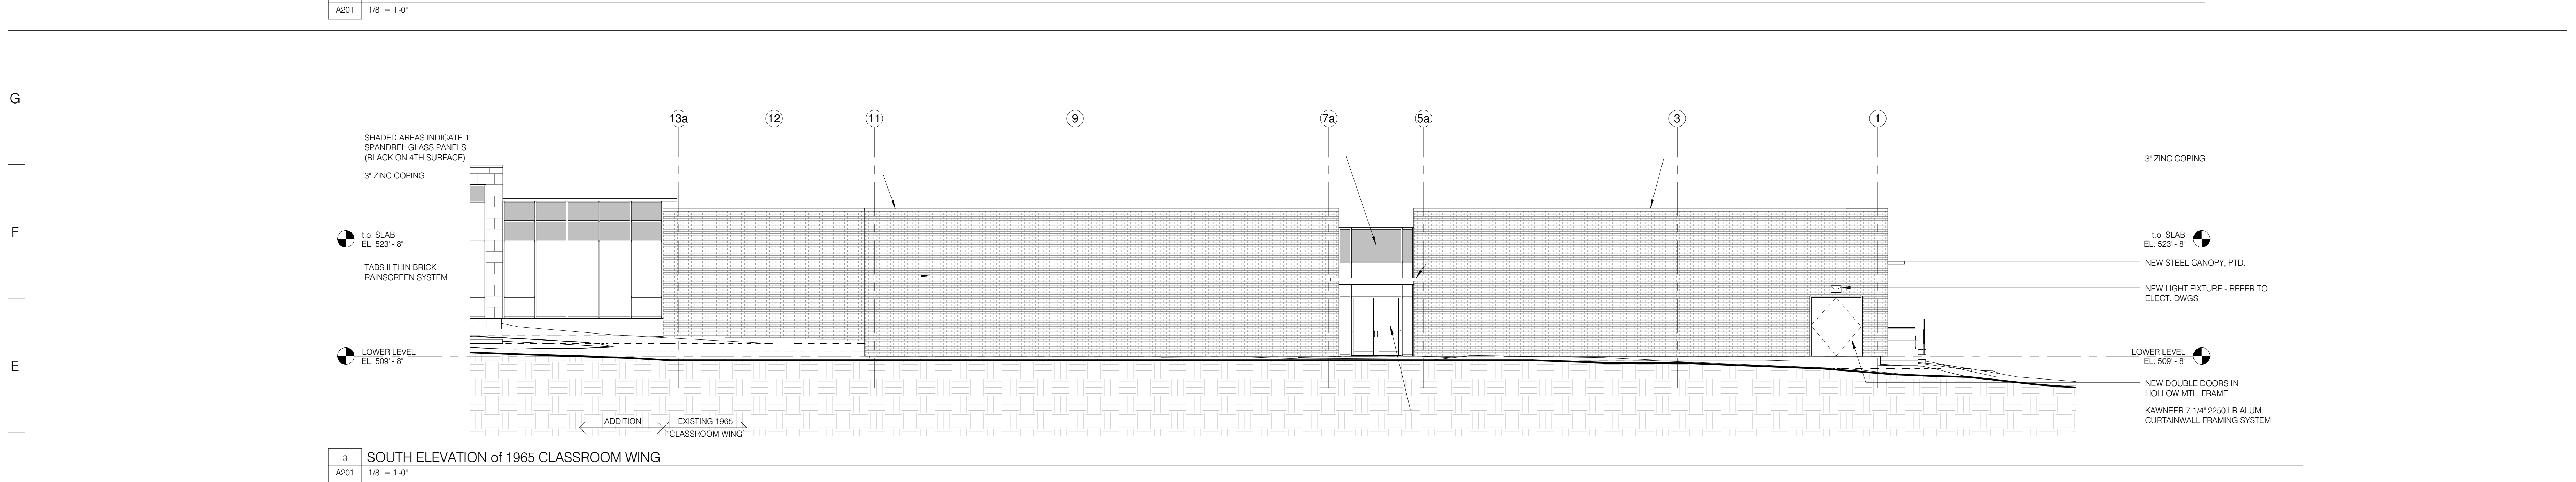 A201 1/8" = 1'-0"
G
F
E
13a 12 11 9 7a 5a 3 1
SHADED AREAS INDICATE 1"
SPANDREL GLASS PANELS
(BLACK ON 4TH SURFACE)
3" ZINC COPING
t.o. SLAB
EL: 523' - 8"
TABS II THIN BRICK
RAINSCREEN SYSTEM
LOWER LEVEL
EL: 509' - 8"
ADDITION
EXISTING 1965
CLASSROOM WING
3" ZINC COPING
t.o. SLAB
EL: 523' - 8"
NEW STEEL CANOPY, PTD.
NEW LIGHT FIXTURE - REFER TO
ELECT. DWGS
LOWER LEVEL
EL: 509' - 8"
NEW DOUBLE DOORS IN
HOLLOW MTL. FRAME
KAWNEER 7 1/4" 2250 LR ALUM.
CURTAINWALL FRAMING SYSTEM
3 SOUTH ELEVATION of 1965 CLASSROOM WING
A201 1/8" = 1'-0"